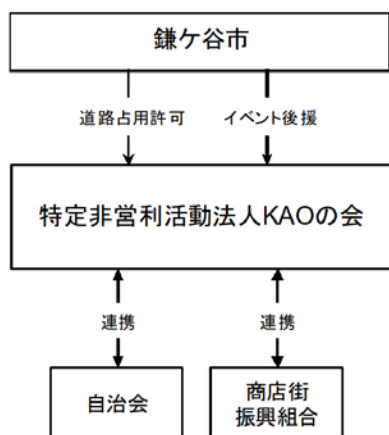 鎌ケ谷市
道路占用許可
イベント後援
特定非営利活動法人KAOの会
連携
連携
自治会
商店街
振興組合